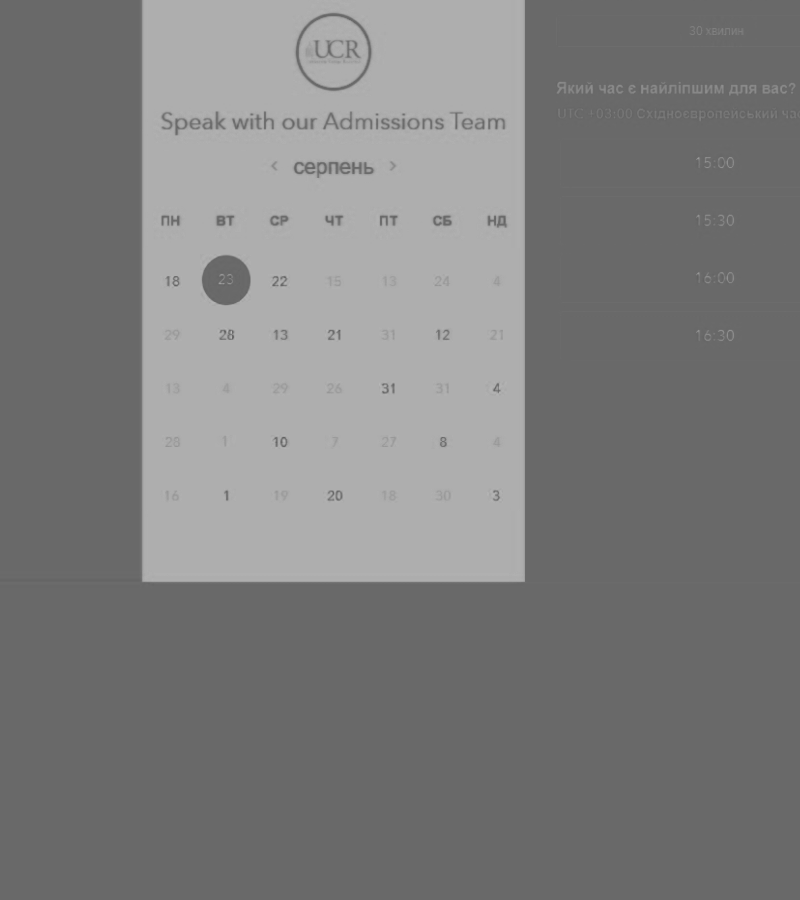 UCR
Speak with our Admissions Team
серпень
ПН ВТ СР ЧТ ПТ СБ НД
18 23 22 15 13 24 4
29 28 13 21 31 12 21
13 4 29 26 31 31 4
28 1 10 7 27 8 4
16 1 19 20 18 30 3
30 хвилин
Який час є найліпшим для вас?
UTC +03:00 Східноєвропейський
15:00
15:30
16:00
16:30